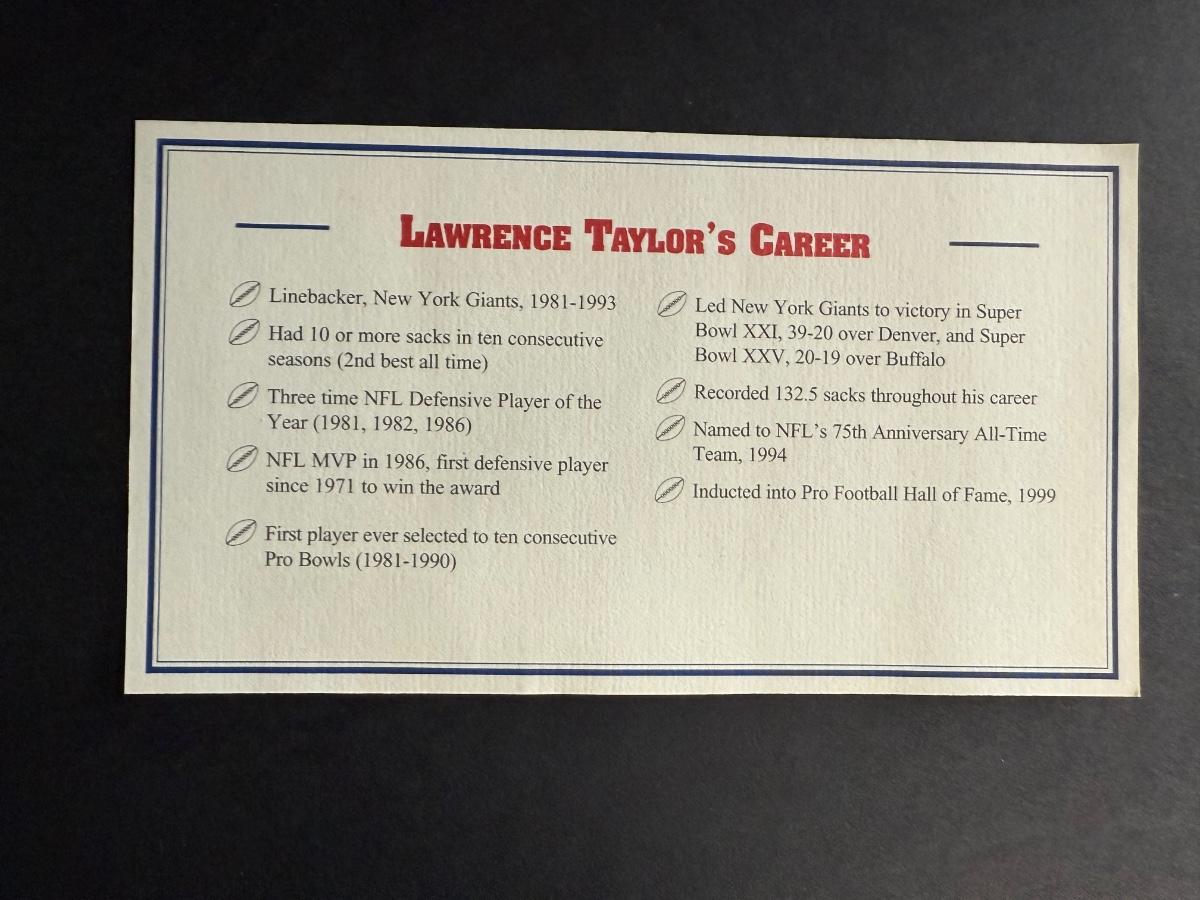 LAWRENCE TAYLOR'S CAREER
Linebacker, New York Giants, 1981-1993
Had 10 or more sacks in ten consecutive
seasons (2nd best all time)
Three time NFL Defensive Player of the
Year (1981, 1982, 1986)
NFL MVP in 1986, first defensive player
since 1971 to win the award
First player ever selected to ten consecutive
Pro Bowls (1981-1990)
Led New York Giants to victory in Super
Bowl XXI, 39-20 over Denver, and Super
Bowl XXV, 20-19 over Buffalo
Recorded 132.5 sacks throughout his career
Named to NFL's 75th Anniversary All-Time
Team, 1994
Inducted into Pro Football Hall of Fame, 1999